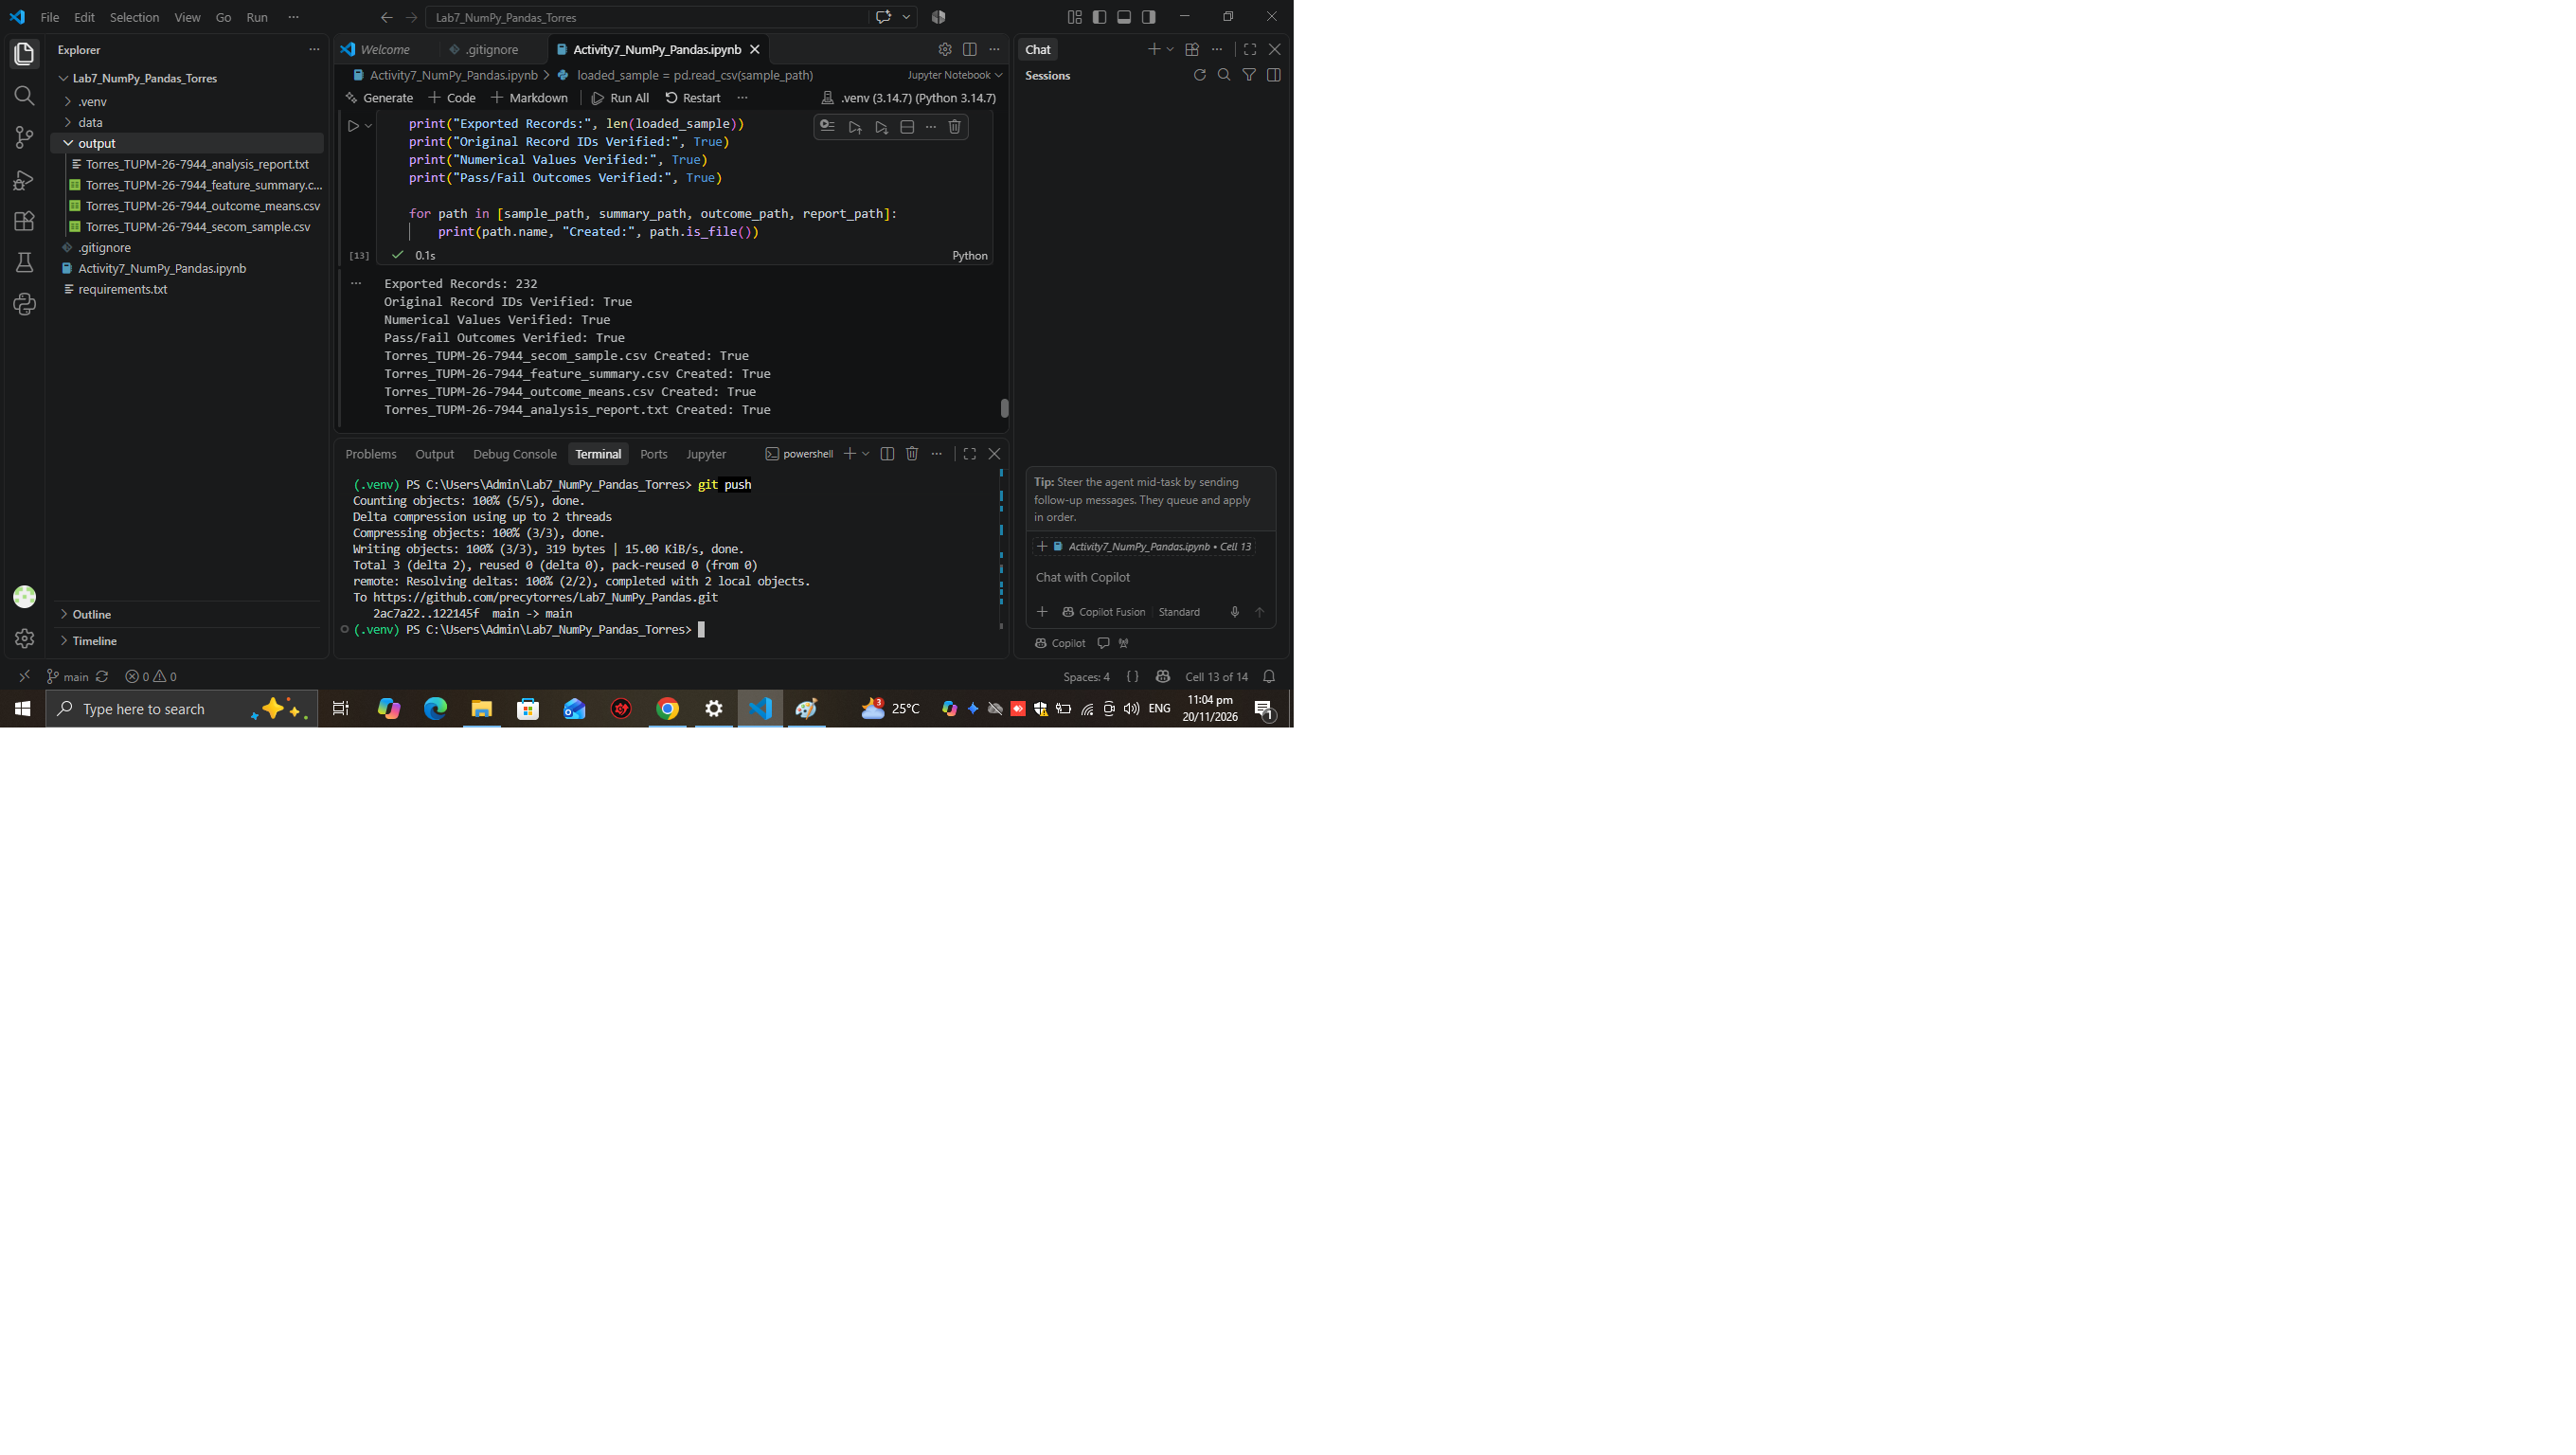 File Edit Selection View Go Run ...
Lab7_NumPy_Pandas_Torres
Explorer
Lab7_NumPy_Pandas_Torres
.venv
data
output
Torres_TUPM-26-7944_analysis_report.txt
Torres_TUPM-26-7944_feature_summary.c...
Torres_TUPM-26-7944_outcome_means.csv
Torres_TUPM-26-7944_secom_sample.csv
.gitignore
Activity7_NumPy_Pandas.ipynb
requirements.txt
Outline
Timeline
Welcome .gitignore Activity7_NumPy_Pandas.ipynb
Activity7_NumPy_Pandas.ipynb > loaded_sample = pd.read_csv(sample_path)
Jupyter Notebook
Generate + Code + Markdown Run All Restart ... .venv (3.14.7) (Python 3.14.7)
print("Exported Records:", len(loaded_sample))
print("Original Record IDs Verified:", True)
print("Numerical Values Verified:", True)
print("Pass/Fail Outcomes Verified:", True)
for path in [sample_path, summary_path, outcome_path, report_path]:
print(path.name, "Created:", path.is_file())
[13] 0.1s Python
Exported Records: 232
Original Record IDs Verified: True
Numerical Values Verified: True
Pass/Fail Outcomes Verified: True
Torres_TUPM-26-7944_secom_sample.csv Created: True
Torres_TUPM-26-7944_feature_summary.csv Created: True
Torres_TUPM-26-7944_outcome_means.csv Created: True
Torres_TUPM-26-7944_analysis_report.txt Created: True
Problems Output Debug Console Terminal Ports Jupyter powershell
(.venv) PS C:\Users\Admin\Lab7_NumPy_Pandas_Torres> git push
Counting objects: 100% (5/5), done.
Delta compression using up to 2 threads
Compressing objects: 100% (3/3), done.
Writing objects: 100% (3/3), 319 bytes | 15.00 KiB/s, done.
Total 3 (delta 2), reused 0 (delta 0), pack-reused 0 (from 0)
remote: Resolving deltas: 100% (2/2), completed with 2 local objects.
To https://github.com/precytorres/Lab7_NumPy_Pandas.git
2ac7a22..122145f main -> main
(.venv) PS C:\Users\Admin\Lab7_NumPy_Pandas_Torres>
Chat
Sessions
Tip: Steer the agent mid-task by sending
follow-up messages. They queue and apply
in order.
Activity7_NumPy_Pandas.ipynb • Cell 13
Chat with Copilot
Copilot Fusion Standard
Copilot
main 0 0
Spaces: 4 {} Cell 13 of 14
Type here to search
3 25°C ENG
11:04 pm
20/11/2026
1